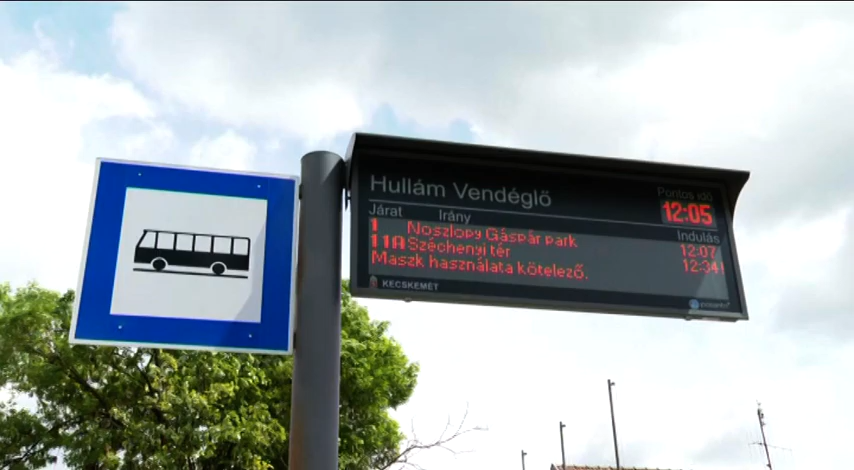 Hullám Vendéglő
Pontos idő
12:05
Járat Irány Indulás
1 Noszlopy Gáspár park 12:07
11A Széchenyi tér 12:34
Maszk használata kötelező.
KECSKEMÉT